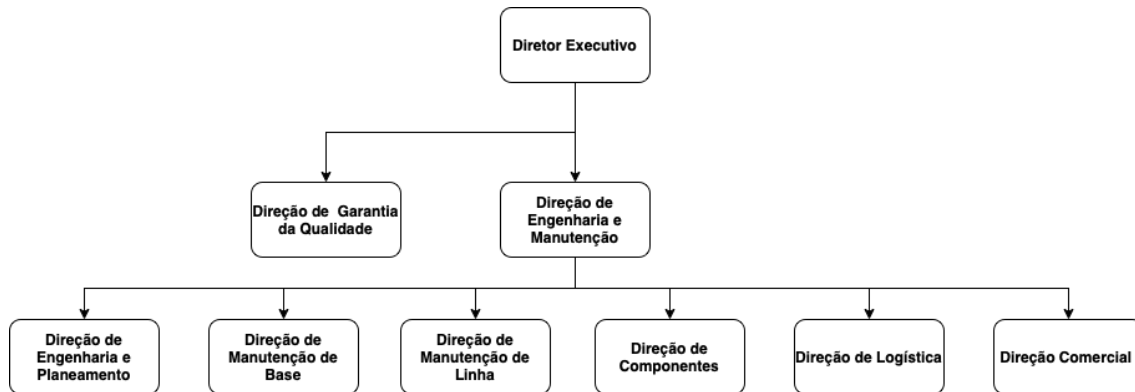 Diretor Executivo
Direção de Garantia
da Qualidade
Direção de
Engenharia e
Manutenção
Direção de
Engenharia e
Planeamento
Direção de
Manutenção de
Base
Direção de
Manutenção de
Linha
Direção de
Componentes
Direção de Logística
Direção Comercial